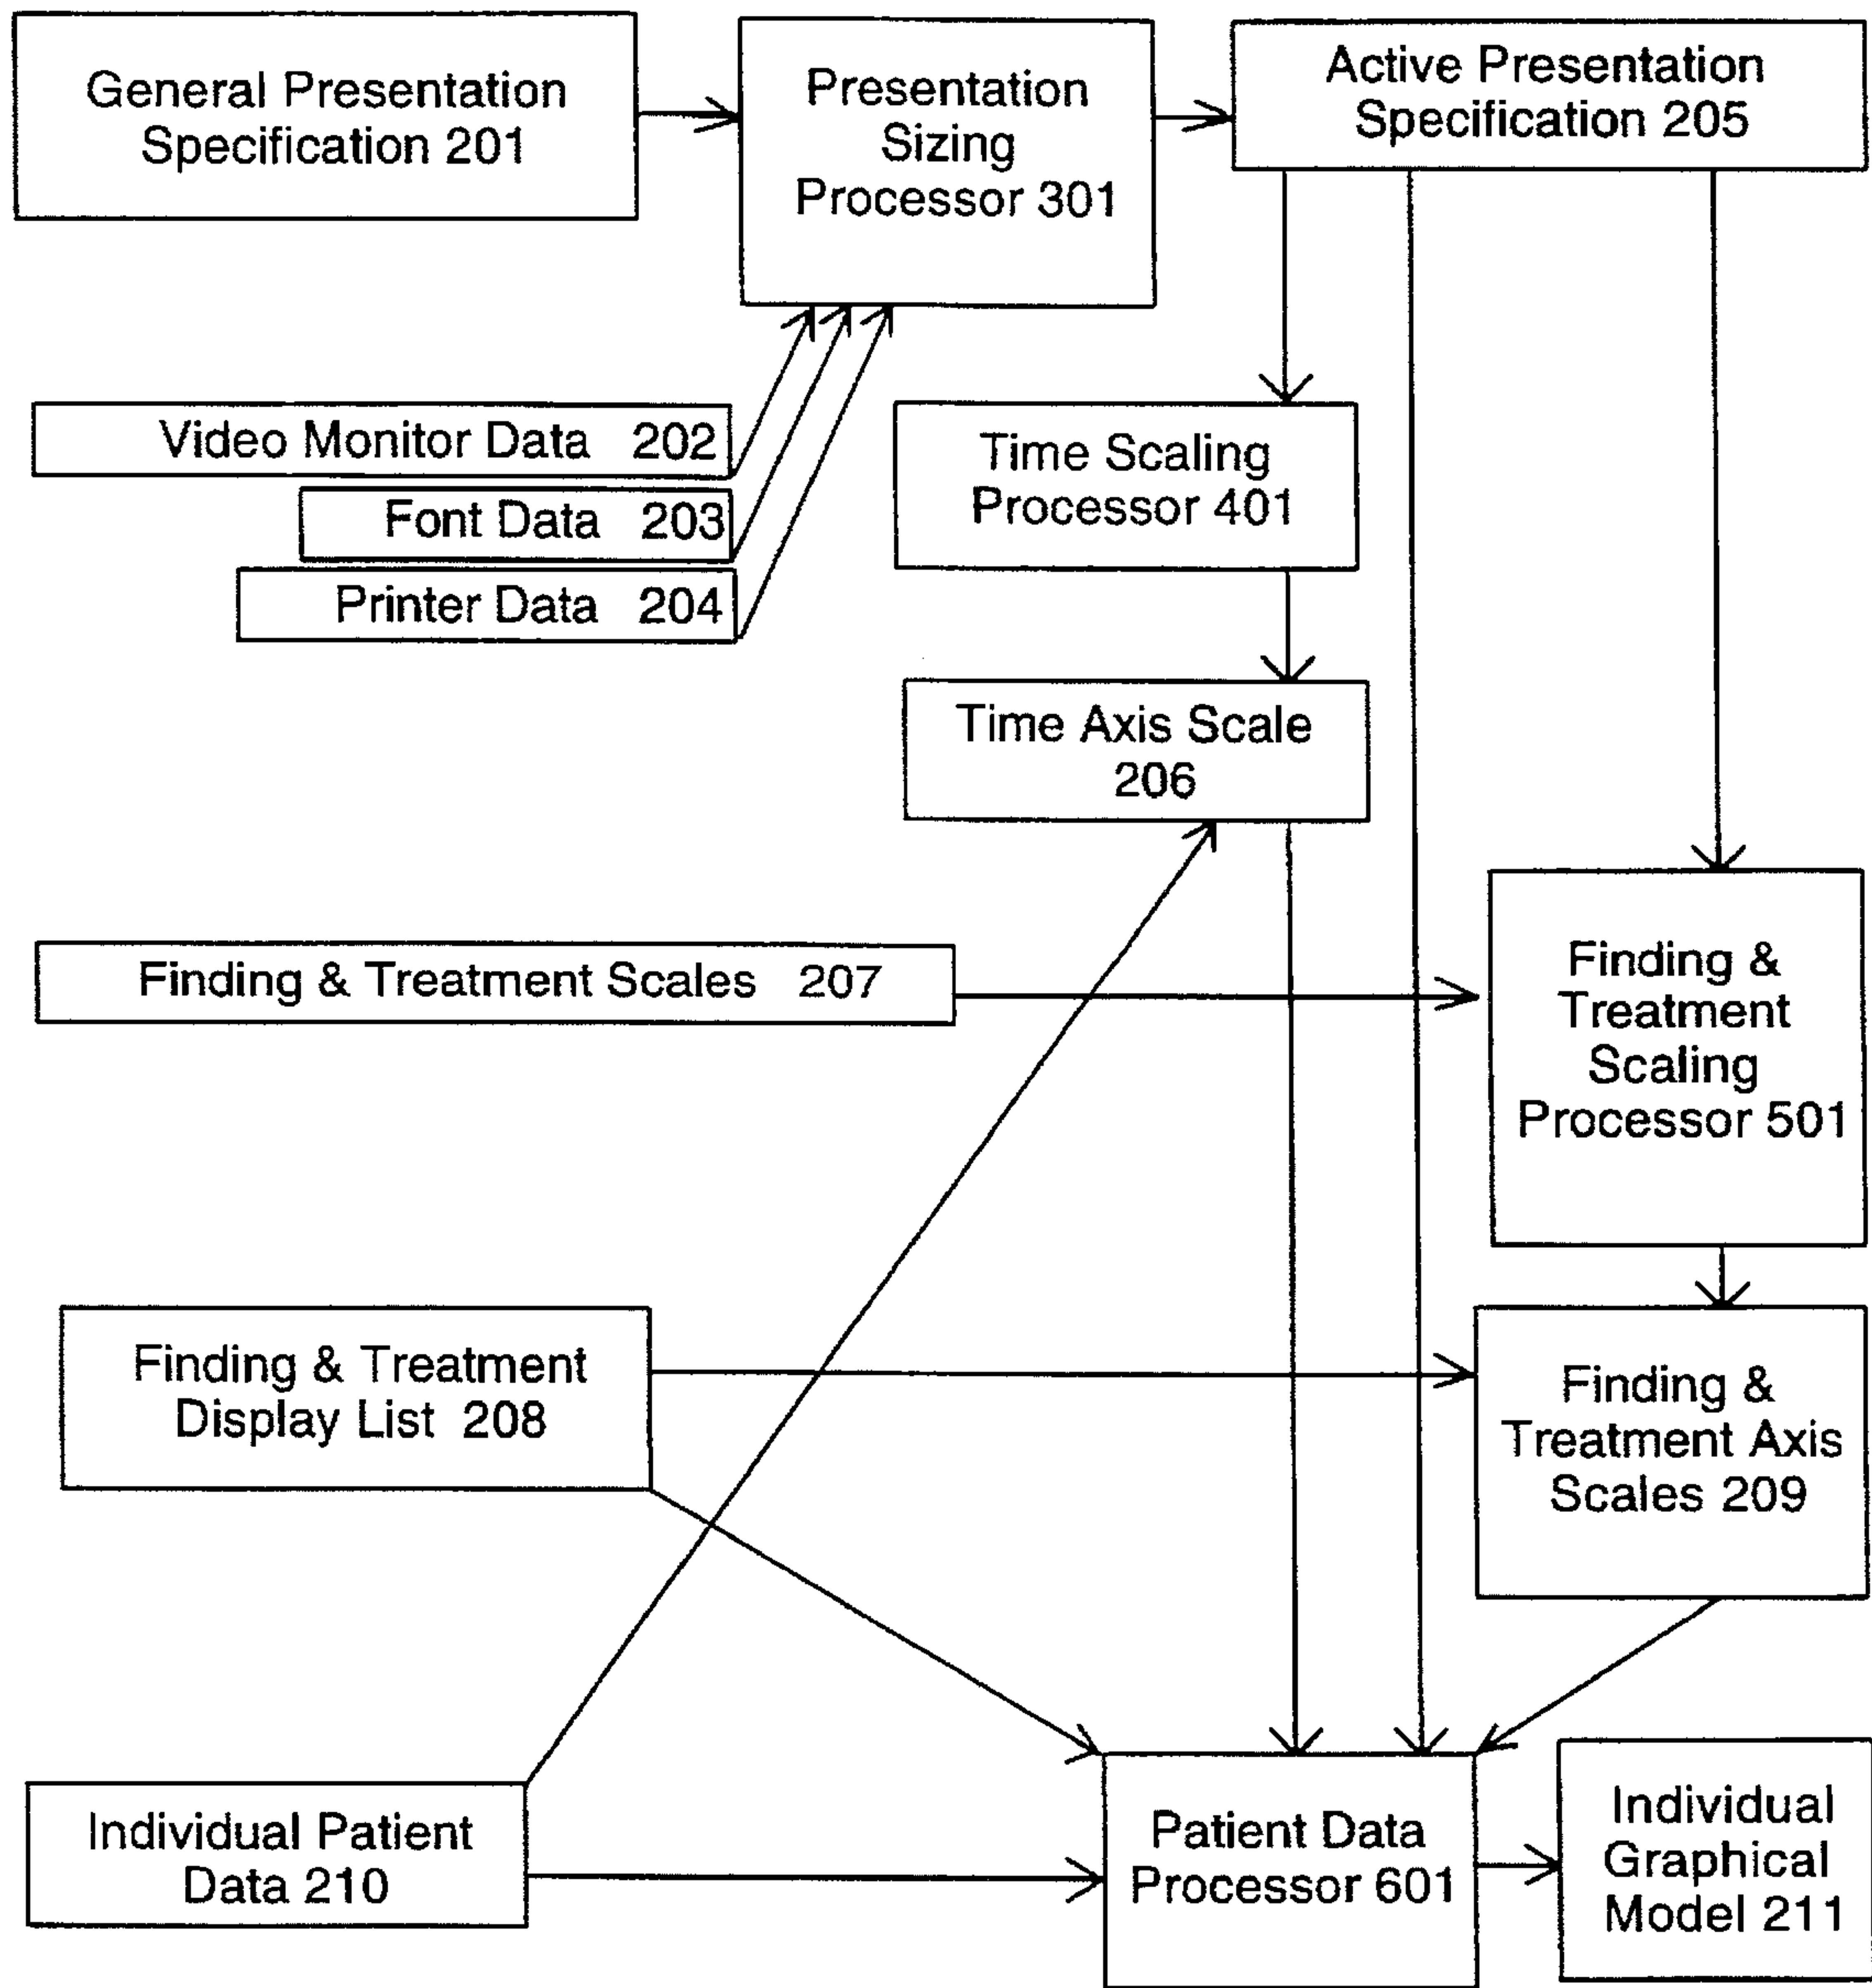 General Presentation
Specification 201
Presentation
Sizing
Processor 301
Active Presentation
Specification 205
Video Monitor Data 202
Font Data 203
Printer Data 204
Time Scaling
Processor 401
Time Axis Scale
206
Finding & Treatment Scales 207
Finding &
Treatment
Scaling
Processor 501
Finding & Treatment
Display List 208
Finding &
Treatment Axis
Scales 209
Individual Patient
Data 210
Patient Data
Processor 601
Individual
Graphical
Model 211